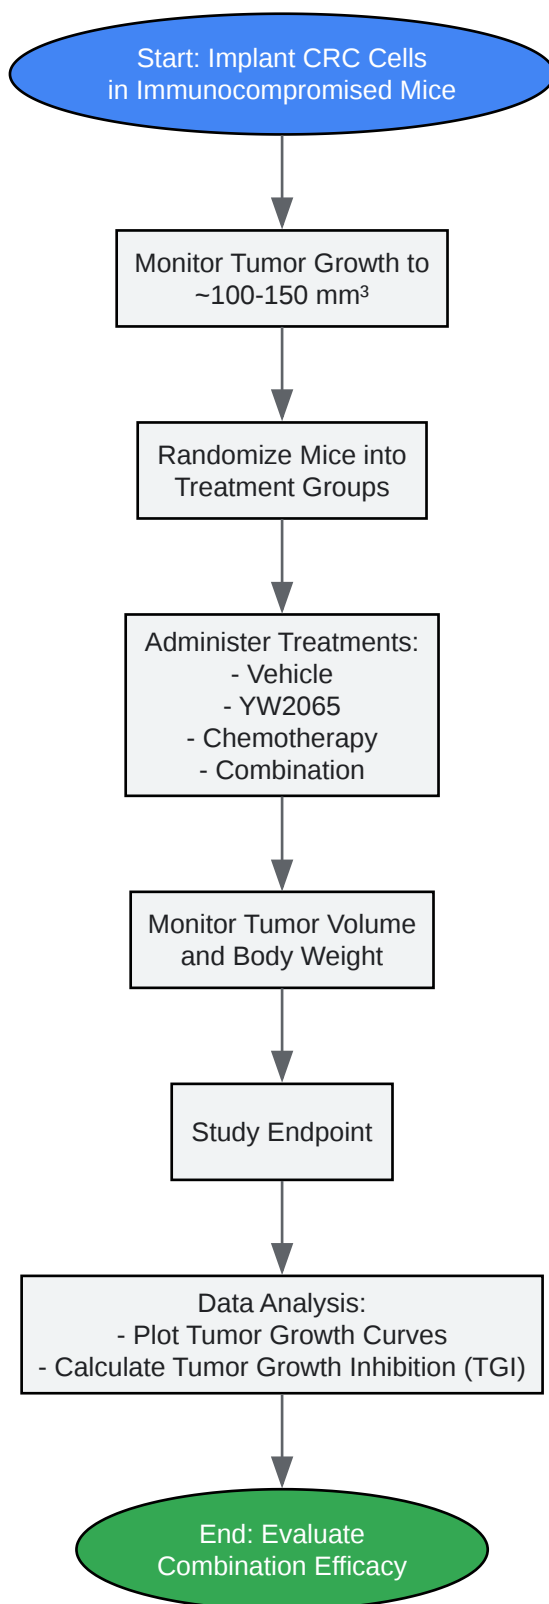 Start: Implant CRC Cells
in Immunocompromised Mice
Monitor Tumor Growth to
~100-150 mm³
Randomize Mice into
Treatment Groups
Administer Treatments:
- Vehicle
- YW2065
- Chemotherapy
- Combination
Monitor Tumor Volume
and Body Weight
Study Endpoint
Data Analysis:
- Plot Tumor Growth Curves
- Calculate Tumor Growth Inhibition (TGI)
End: Evaluate
Combination Efficacy